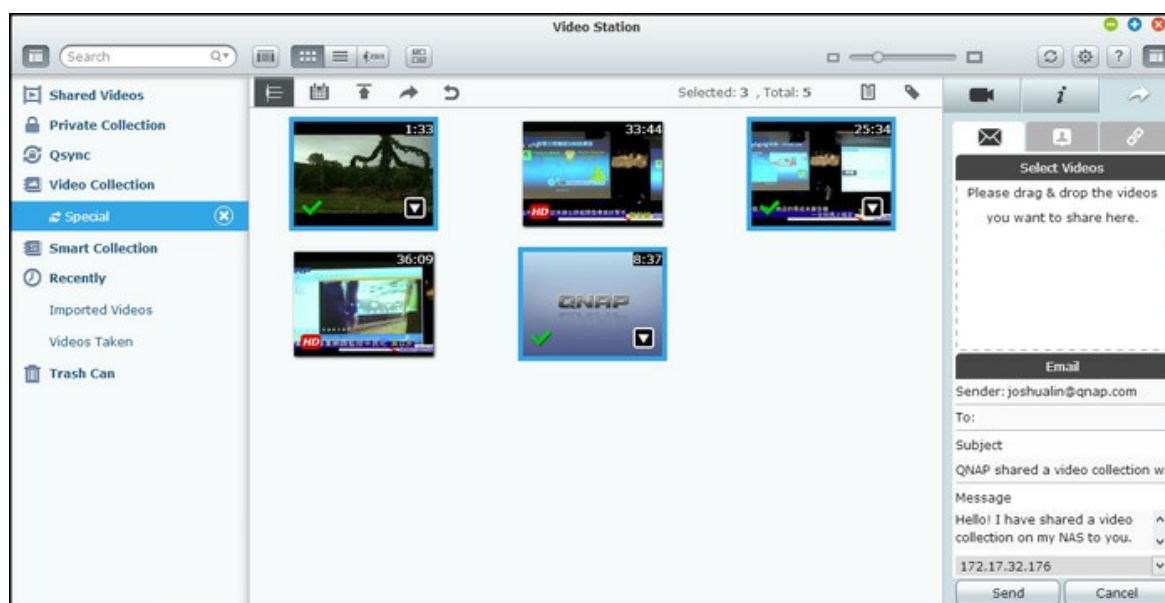 Video Station
Search
Shared Videos
Private Collection
Qsync
Video Collection
Special
Smart Collection
Recently
Imported Videos
Videos Taken
Trash Can
Selected: 3 , Total: 5
1:33
33:44
HD
25:34
36:09
HD
8:37
QNAP
i
?
Select Videos
Please drag & drop the videos
you want to share here.
Email
Sender: joshualin@qnap.com
To:
Subject
QNAP shared a video collection wi
Message
Hello! I have shared a video
collection on my NAS to you.
172.17.32.176
Send
Cancel